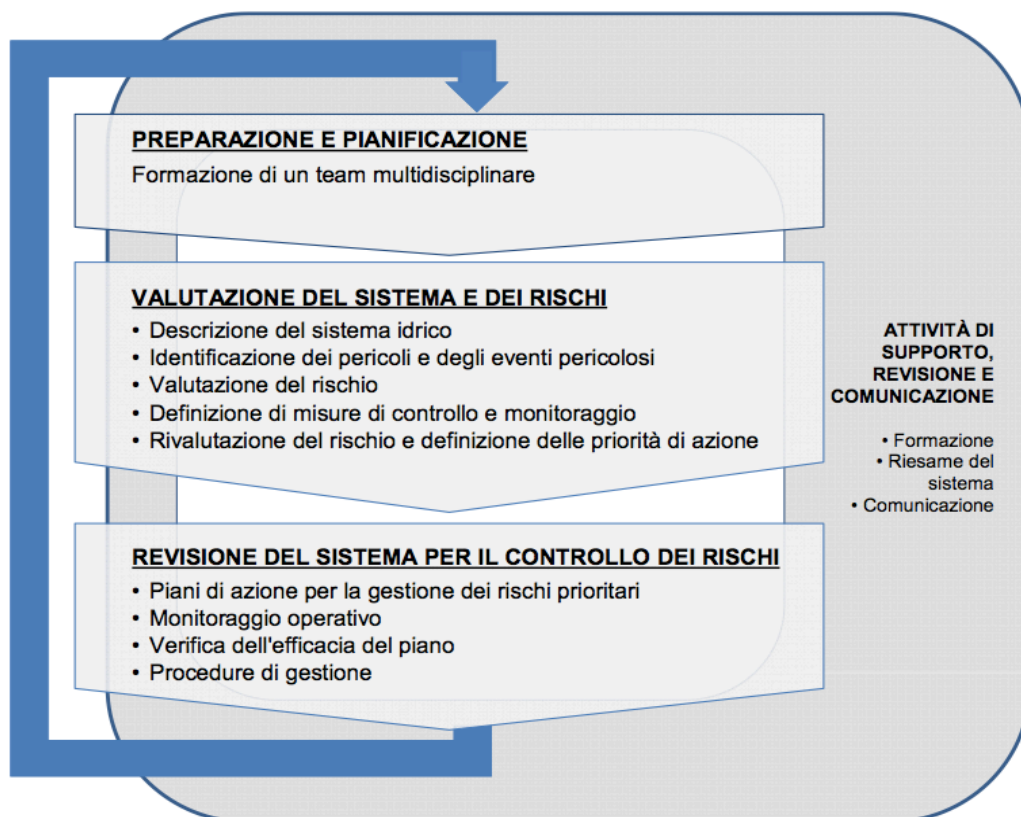 PREPARAZIONE E PIANIFICAZIONE
Formazione di un team multidisciplinare
VALUTAZIONE DEL SISTEMA E DEI RISCHI
• Descrizione del sistema idrico
• Identificazione dei pericoli e degli eventi pericolosi
• Valutazione del rischio
• Definizione di misure di controllo e monitoraggio
• Rivalutazione del rischio e definizione delle priorità di azione
REVISIONE DEL SISTEMA PER IL CONTROLLO DEI RISCHI
• Piani di azione per la gestione dei rischi prioritari
• Monitoraggio operativo
• Verifica dell'efficacia del piano
• Procedure di gestione
ATTIVITÀ DI
SUPPORTO,
REVISIONE E
COMUNICAZIONE
• Formazione
• Riesame del
sistema
• Comunicazione